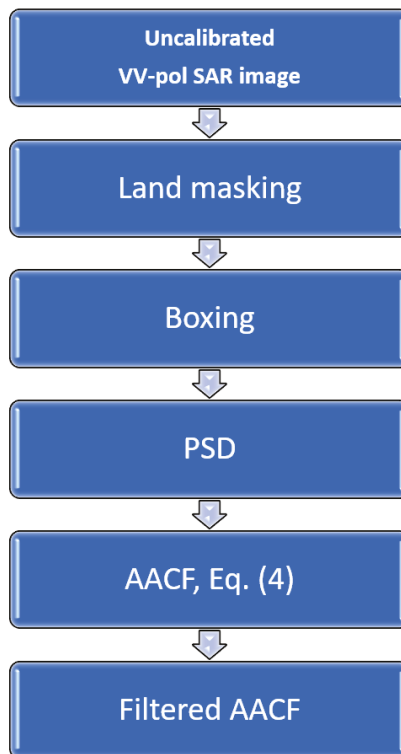 Uncalibrated
VV-pol SAR image
Land masking
Boxing
PSD
AACF, Eq. (4)
Filtered AACF